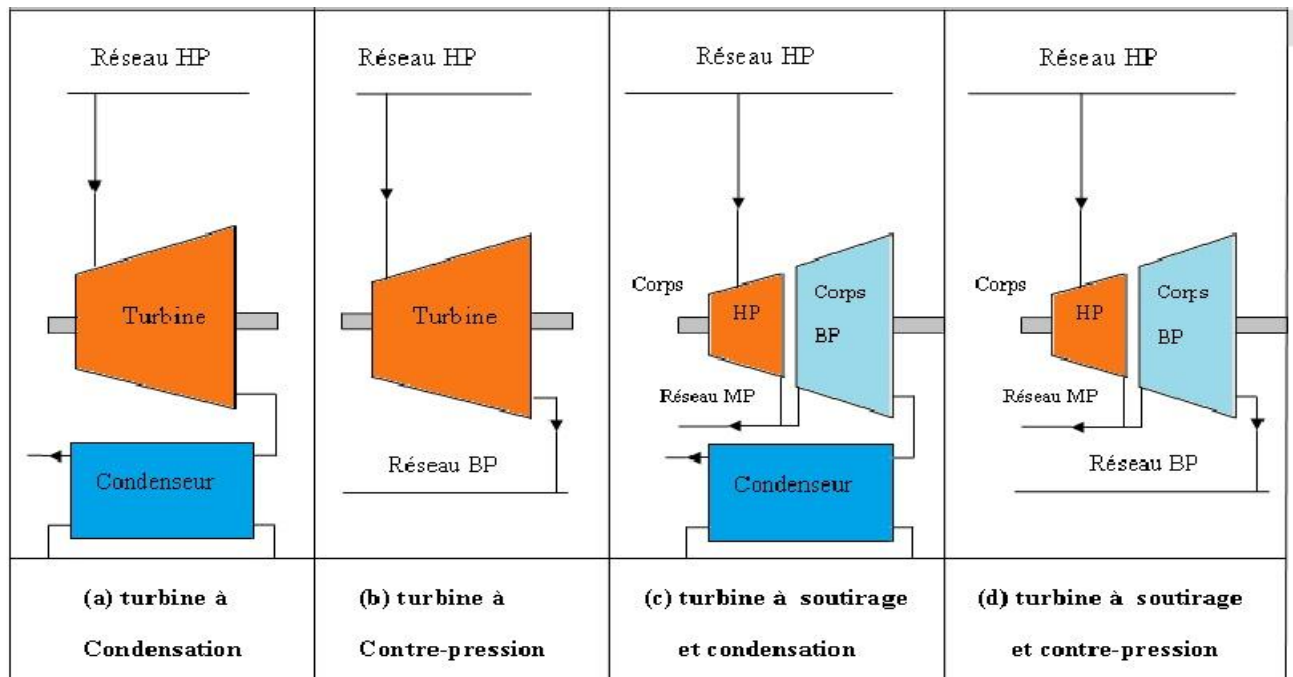 Réseau HP
Turbine
Condenseur
(a) turbine à
Condensation
Réseau HP
Turbine
Réseau BP
(b) turbine à
Contre-pression
Réseau HP
Corps
HP
Corps
BP
Réseau MP
Condenseur
(c) turbine à soutirage
et condensation
Réseau HP
Corps
HP
Corps
BP
Réseau MP
Réseau BP
(d) turbine à soutirage
et contre-pression